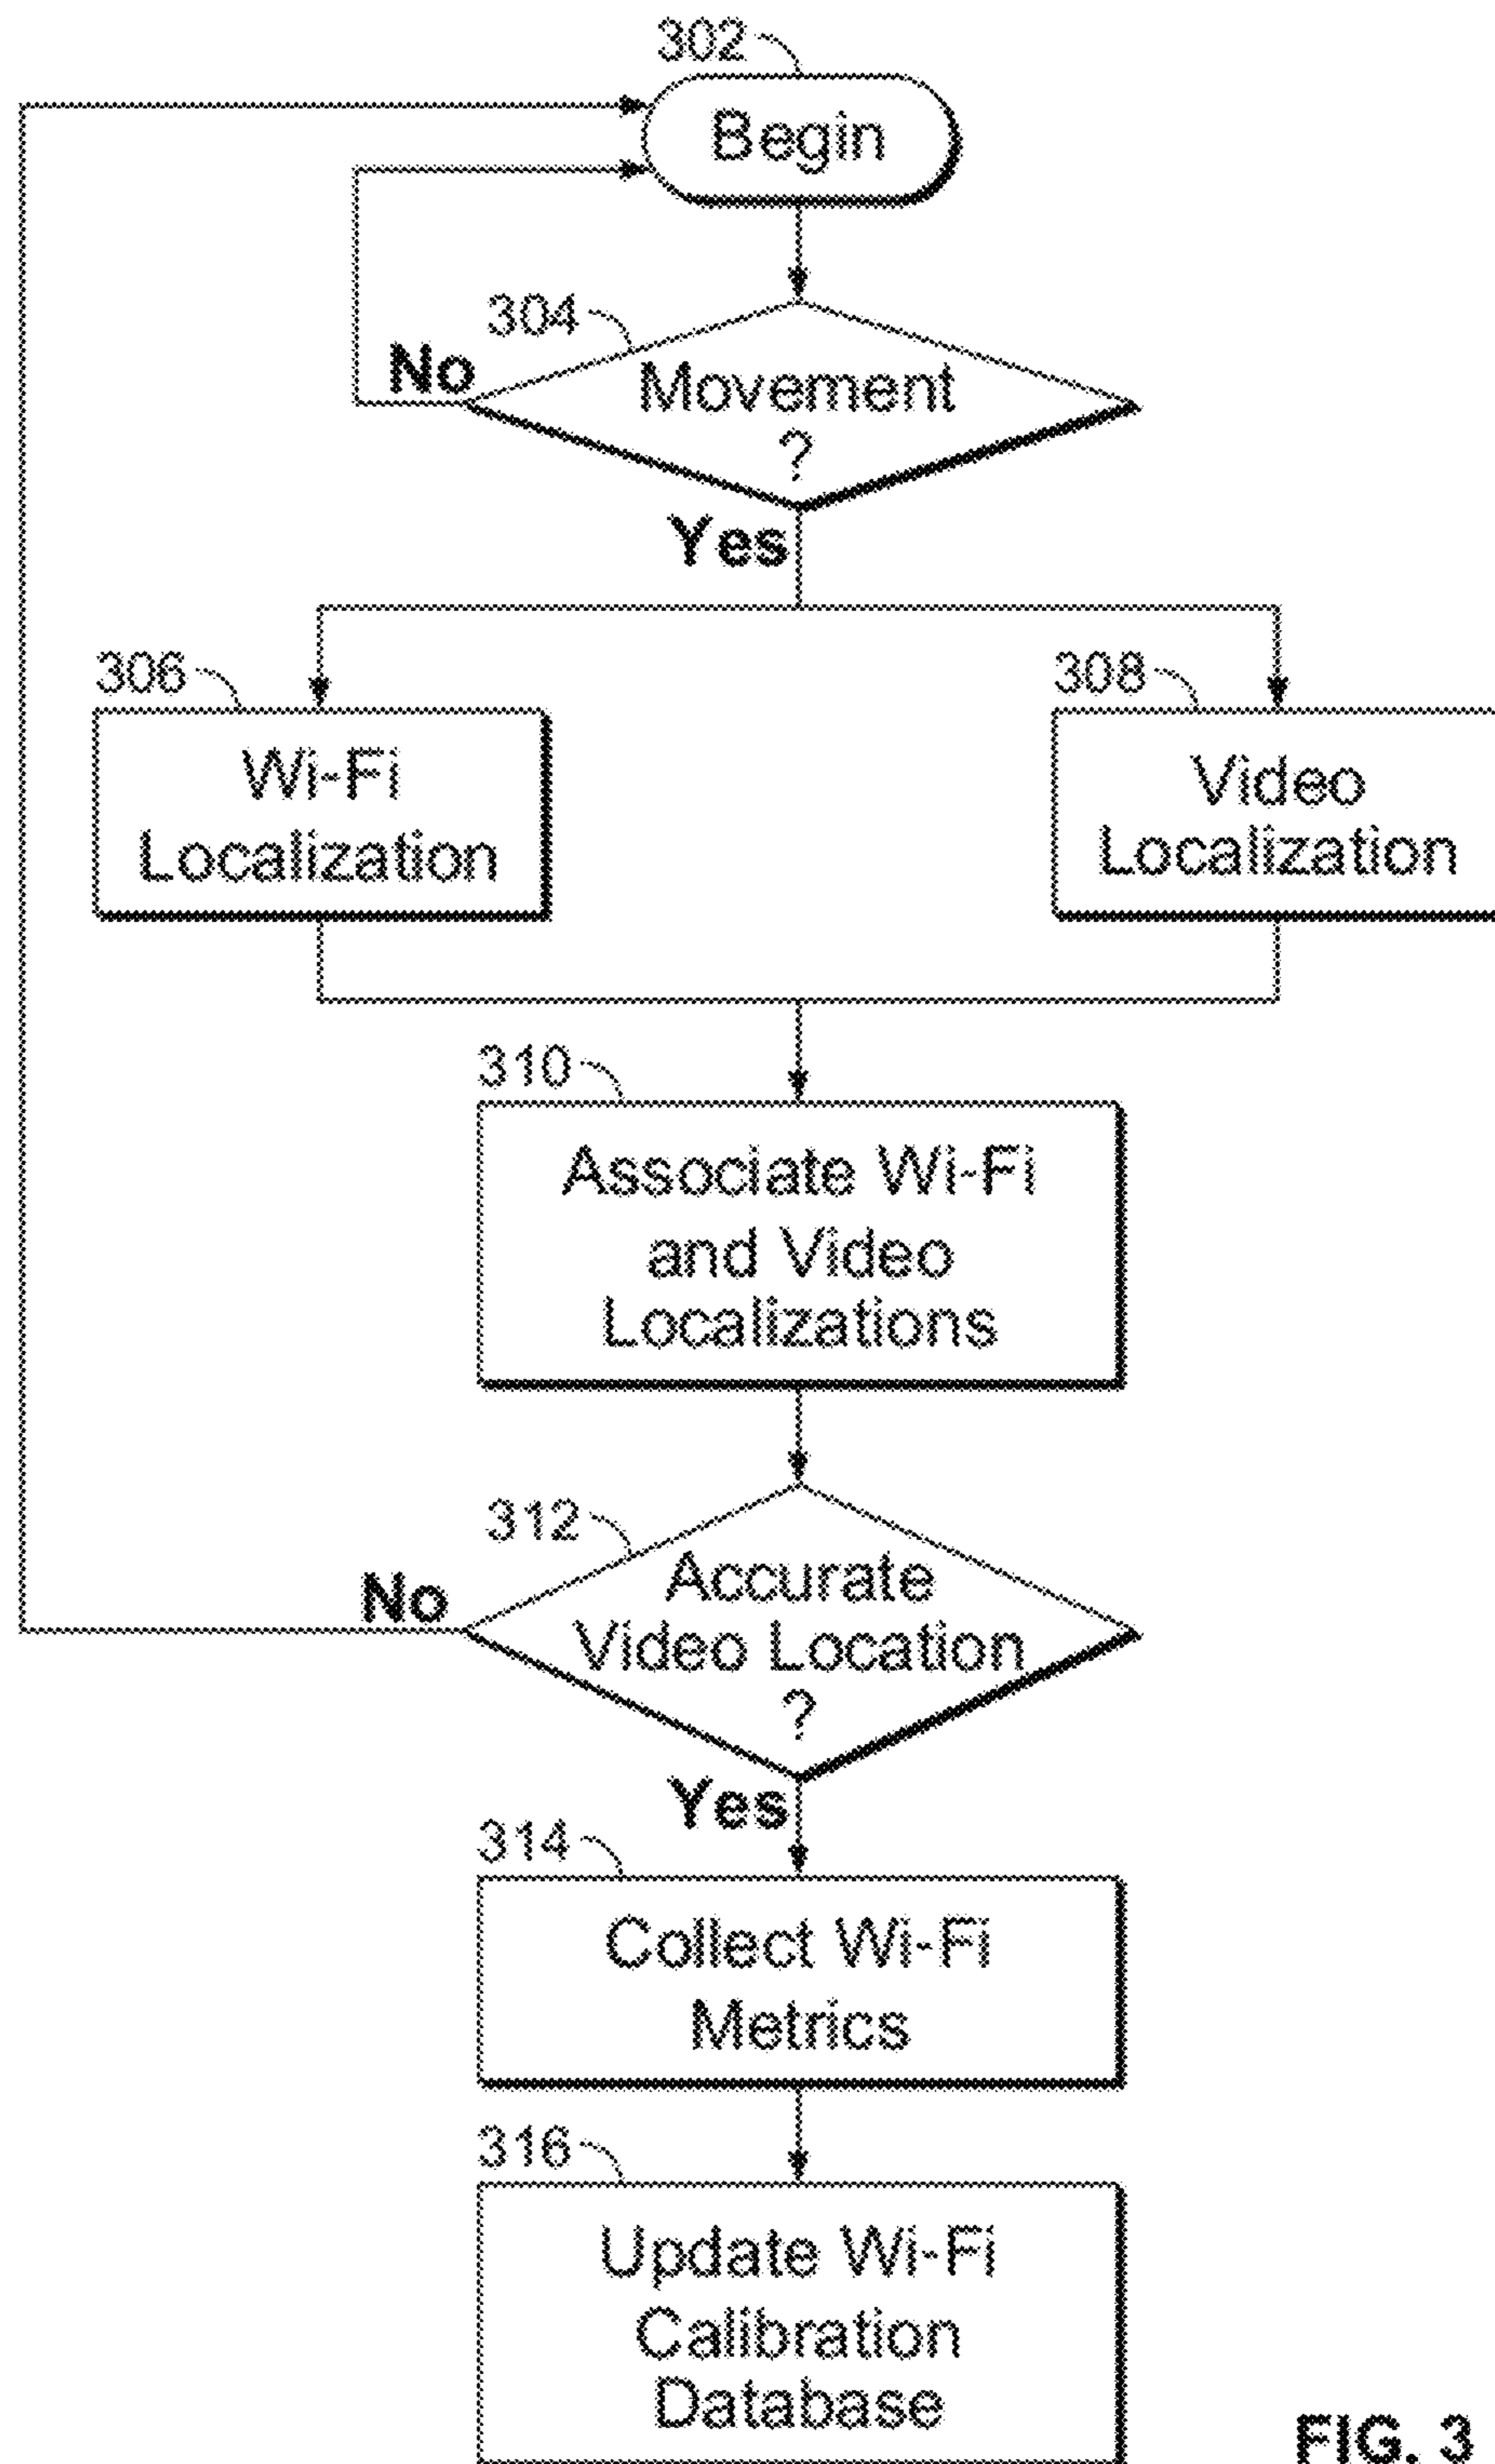 302
Begin
304
No
Movement
?
Yes
306
308
Wi-Fi
Localization
Video
Localization
310
Associate Wi-Fi
and Video
Localizations
312
No
Accurate
Video Location
?
Yes
314
Collect Wi-Fi
Metrics
316
Update Wi-Fi
Calibration
Database
FIG. 3